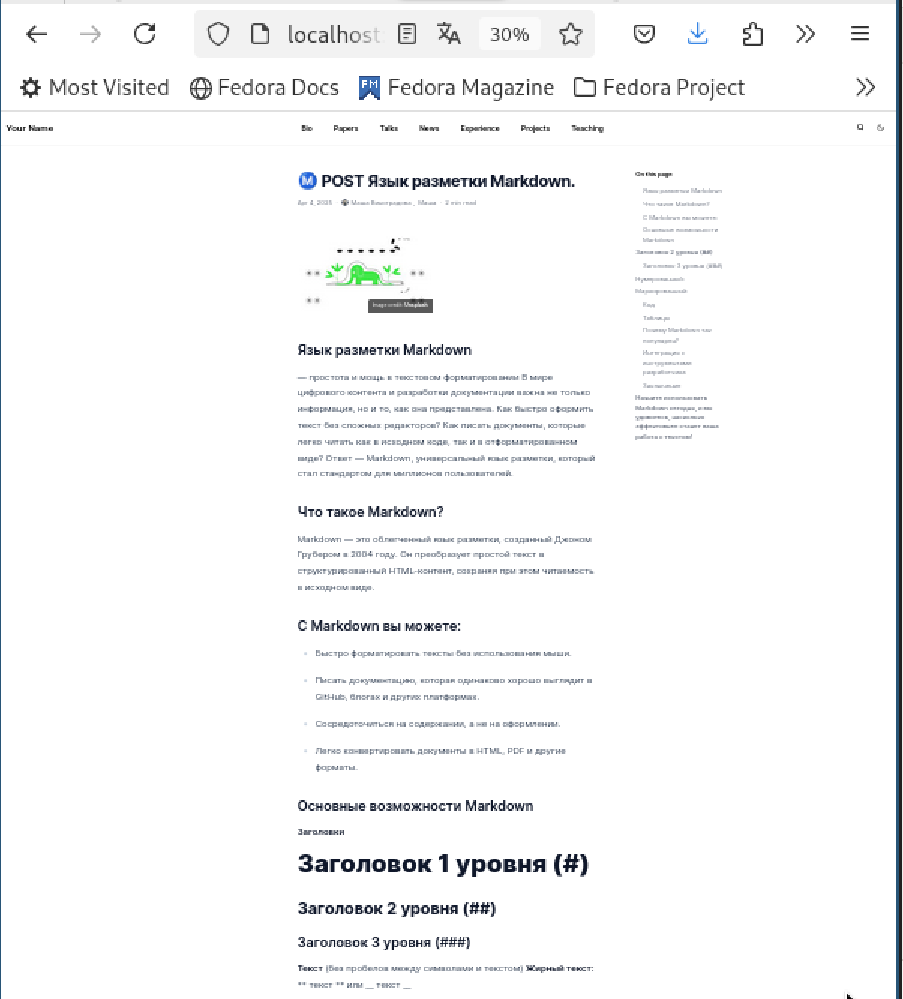 localhost
30%
Most Visited Fedora Docs Fedora Magazine Fedora Project
Your Name Bio Papers Talks News Experience Projects Teaching
POST Язык разметки Markdown.
Apr 4, 2025 · 2 min read
Image credit: Unsplash
Язык разметки Markdown
— простота и мощь в текстовом форматировании В мире
цифрового контента и разработки документации важна не только
информация, но и то, как она представлена. Как быстро оформить
текст без сложных редакторов? Как писать документы, которые
легко читать как в исходном коде, так и в отформатированном
виде? Ответ — Markdown, универсальный язык разметки, который
стал стандартом для миллионов пользователей.
Что такое Markdown?
Markdown — это облегченный язык разметки, созданный Джоном
Грубером в 2004 году. Он преобразует простой текст в
структурированный HTML-контент, сохраняя при этом читаемость
в исходном виде.
С Markdown вы можете:
Быстро форматировать тексты без использования мыши.
Писать документацию, которая одинаково хорошо выглядит в
GitHub, блогах и других платформах.
Сосредоточиться на содержании, а не на оформлении.
Легко конвертировать документы в HTML, PDF и другие
форматы.
Основные возможности Markdown
Заголовки
Заголовок 1 уровня (#)
Заголовок 2 уровня (##)
Заголовок 3 уровня (###)
Текст (без пробелов между символами и текстом) Жирный текст:
** текст ** или __ текст __
On this page
Язык разметки Markdown
Что такое Markdown?
С Markdown вы можете:
Основные возможности
Markdown
Заголовок 2 уровня (##)
Заголовок 3 уровня (###)
Нумерованный:
Маркированный:
Код
Таблицы
Почему Markdown так
популярен?
Интеграция с
инструментами
разработчика
Заключение
Начните использовать
Markdown сегодня, и вы
удивитесь, насколько
эффективнее станет ваша
работа с текстом!